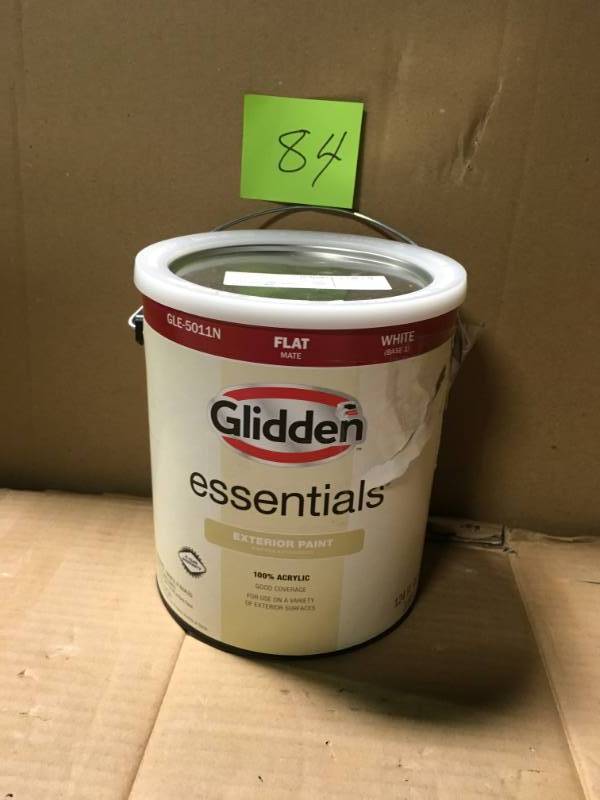 84
GLE-5011N
FLAT
MATE
WHITE
(BASE 1)
Glidden
essentials
EXTERIOR PAINT
100% ACRYLIC
GOOD COVERAGE
FOR USE ON A VARIETY
OF EXTERIOR SURFACES